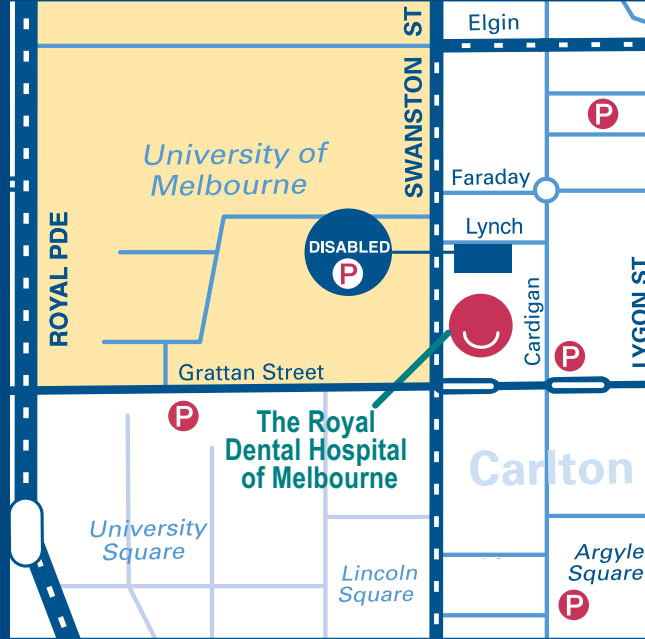 Elgin
SWANSTON ST
P
University of
Melbourne
Faraday
ROYAL PDE
Lynch
DISABLED
P
LYGON ST
Cardigan
P
Grattan Street
P
The Royal
Dental Hospital
of Melbourne
Carlton
University
Square
Argyle
Square
Lincoln
Square
P